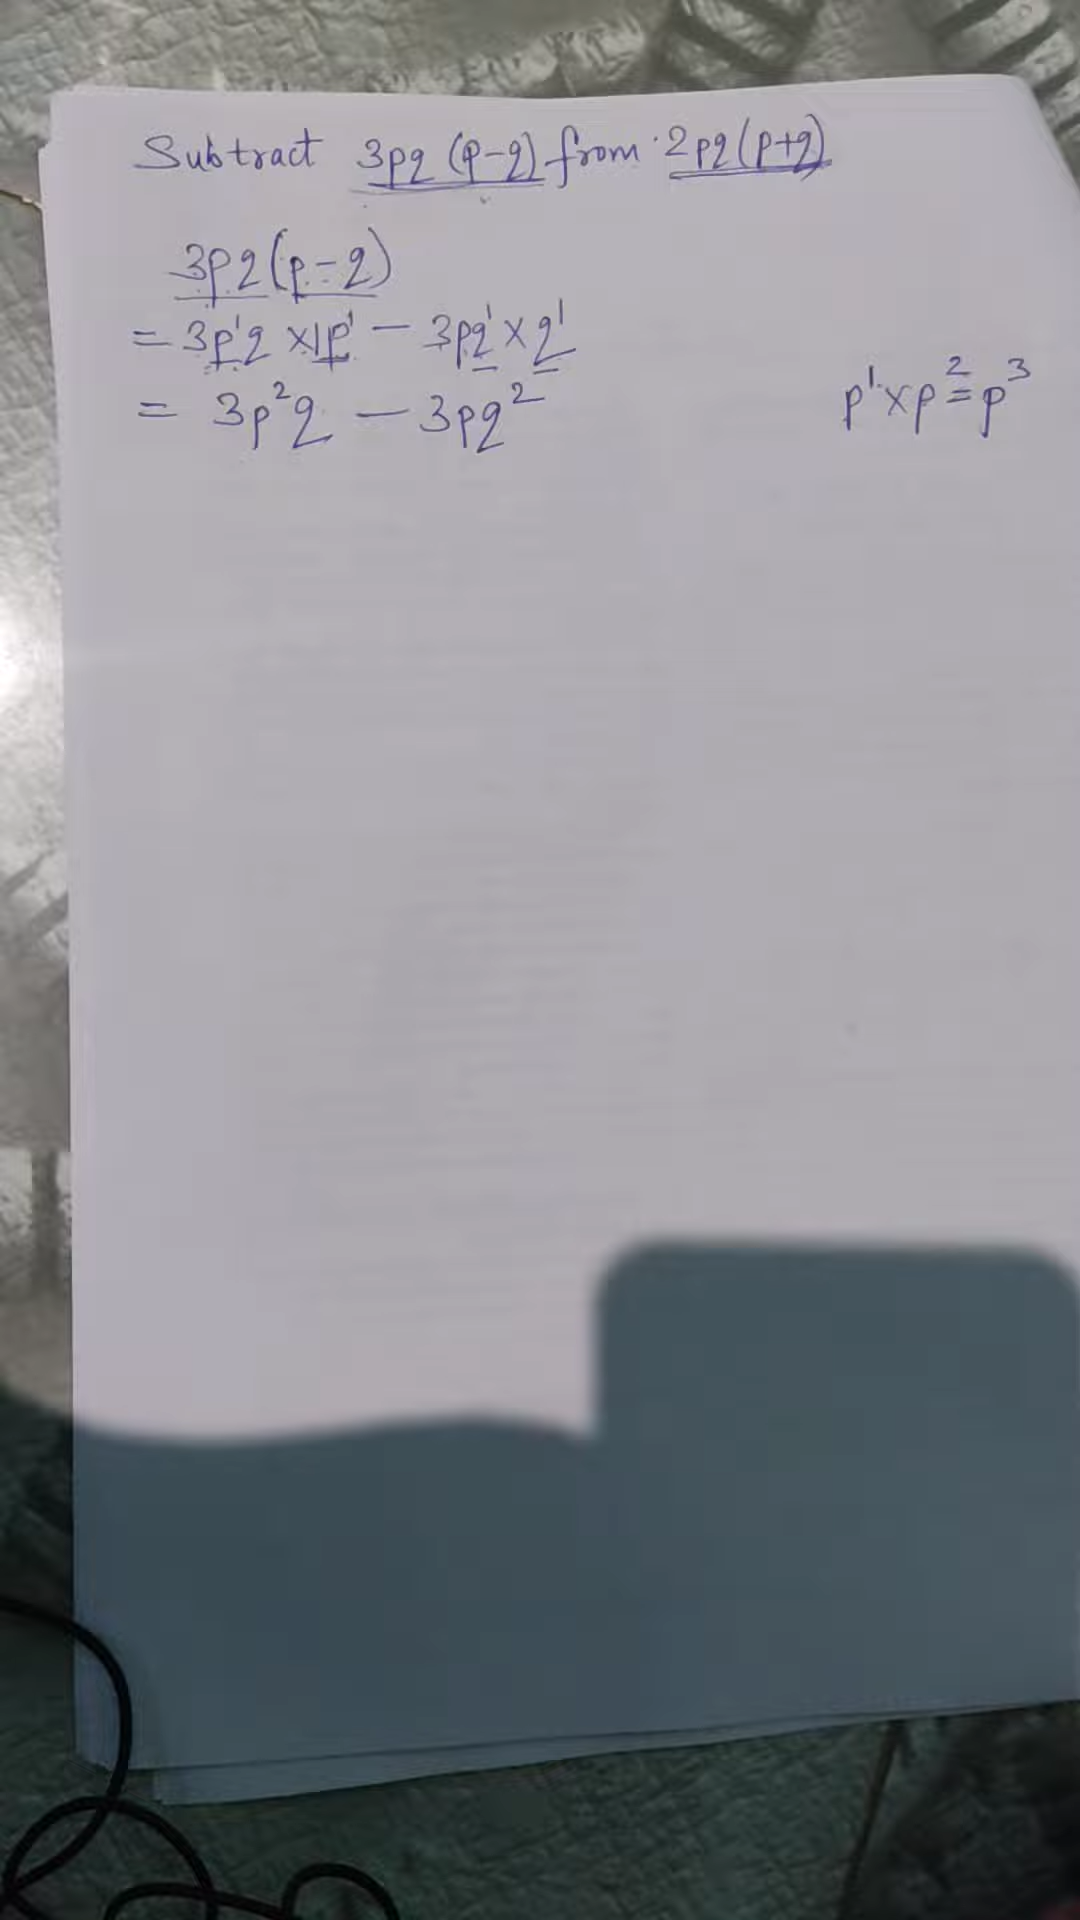 Subtract 3pq (p-q) from 2pq (p+q)
3pq (p-q)
= 3p¹q × 1p¹ - 3pq¹ × q¹
= 3p²q - 3pq²
p¹ × p² = p³